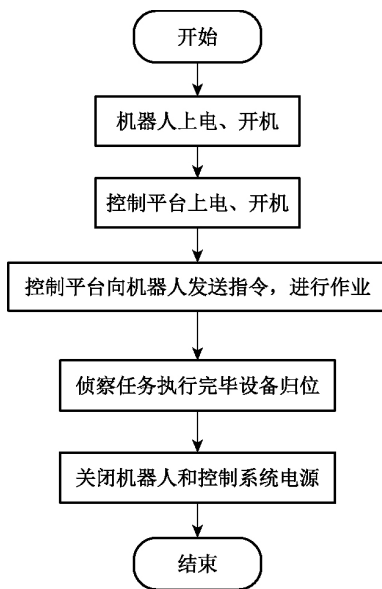 开始
机器人上电、开机
控制平台上电、开机
控制平台向机器人发送指令，进行作业
侦察任务执行完毕设备归位
关闭机器人和控制系统电源
结束